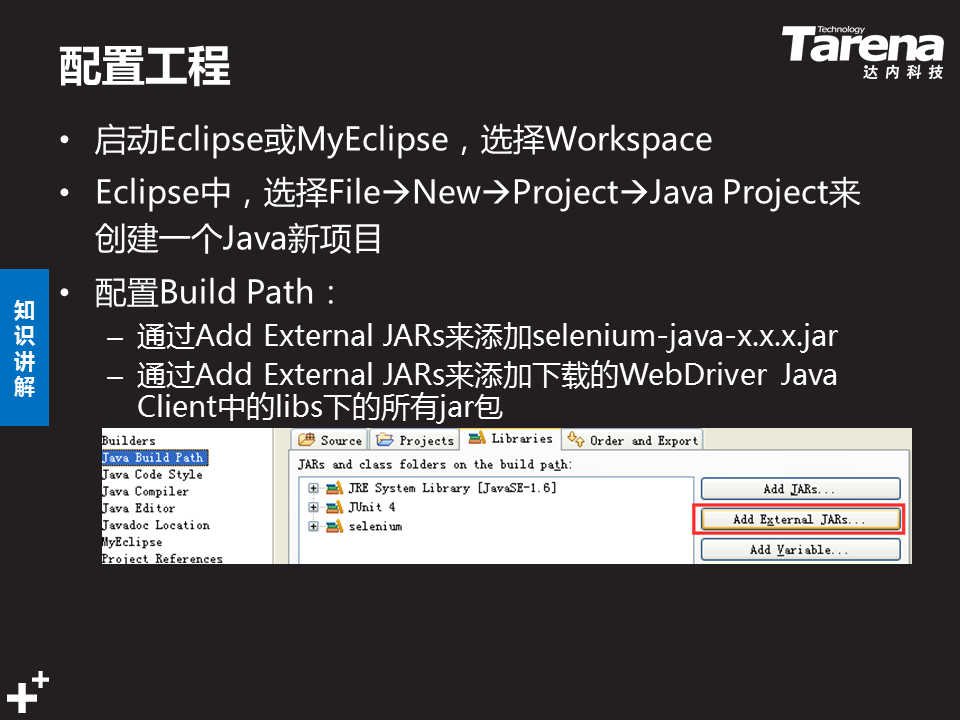 配置工程
Technology
Tarena
达内科技
• 启动Eclipse或MyEclipse，选择Workspace
• Eclipse中，选择File→New→Project→Java Project来
创建一个Java新项目
• 配置Build Path：
– 通过Add External JARs来添加selenium-java-x.x.x.jar
– 通过Add External JARs来添加下载的WebDriver Java
Client中的libs下的所有jar包
知识讲解
Builders
Java Build Path
Java Code Style
Java Compiler
Java Editor
Javadoc Location
MyEclipse
Project References
Source Projects Libraries Order and Export
JARs and class folders on the build path:
JRE System Library [JavaSE-1.6]
JUnit 4
selenium
Add JARs...
Add External JARs...
Add Variable...